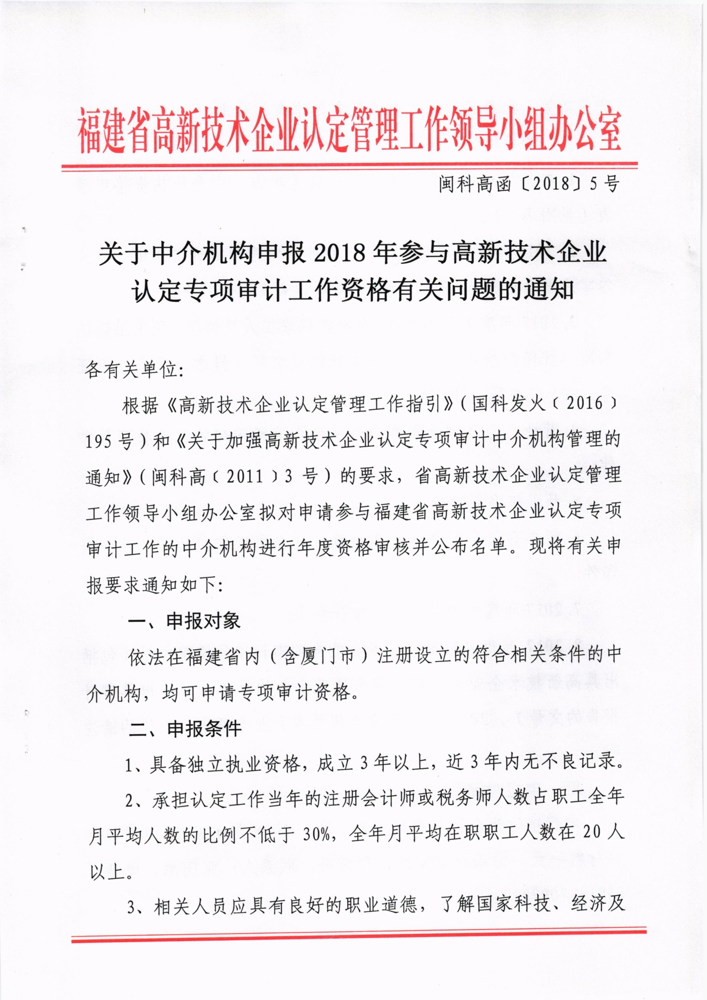 福建省高新技术企业认定管理工作领导小组办公室
闽科高函〔2018〕5号
关于中介机构申报2018年参与高新技术企业
认定专项审计工作资格有关问题的通知
各有关单位：
根据《高新技术企业认定管理工作指引》（国科发火〔2016〕
195号）和《关于加强高新技术企业认定专项审计中介机构管理的
通知》（闽科高〔2011〕3号）的要求，省高新技术企业认定管理
工作领导小组办公室拟对申请参与福建省高新技术企业认定专项
审计工作的中介机构进行年度资格审核并公布名单。现将有关申
报要求通知如下：
一、申报对象
依法在福建省内（含厦门市）注册设立的符合相关条件的中
介机构，均可申请专项审计资格。
二、申报条件
1、具备独立执业资格，成立3年以上，近3年内无不良记录。
2、承担认定工作当年的注册会计师或税务师人数占职工全年
月平均人数的比例不低于30%，全年月平均在职职工人数在20人
以上。
3、相关人员应具有良好的职业道德，了解国家科技、经济及